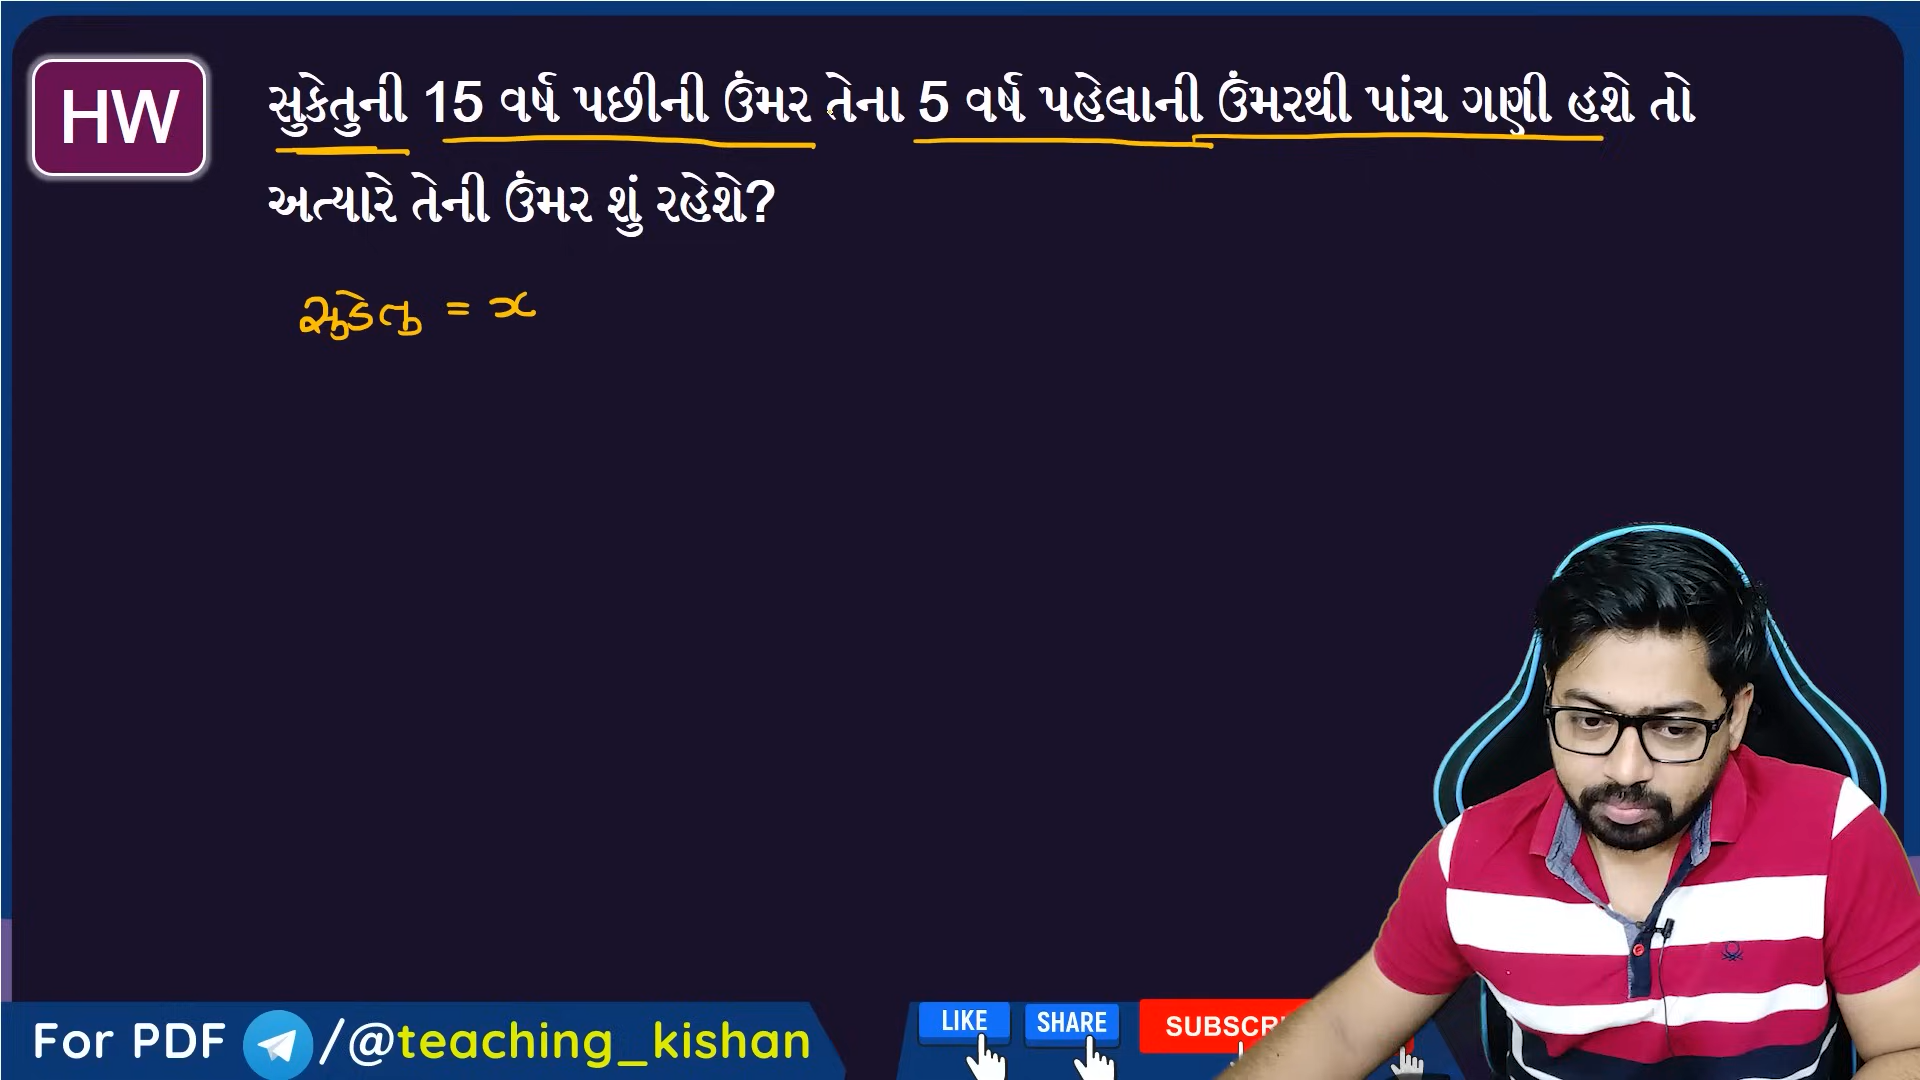 HW
સુકેતુની 15 વર્ષ પછીની ઉંમર તેના 5 વર્ષ પહેલાની ઉંમરથી પાંચ ગણી હશે તો
અત્યારે તેની ઉંમર શું રહેશે?
સુકેતુ = x
For PDF /@teaching_kishan
LIKE SHARE SUBSCRI